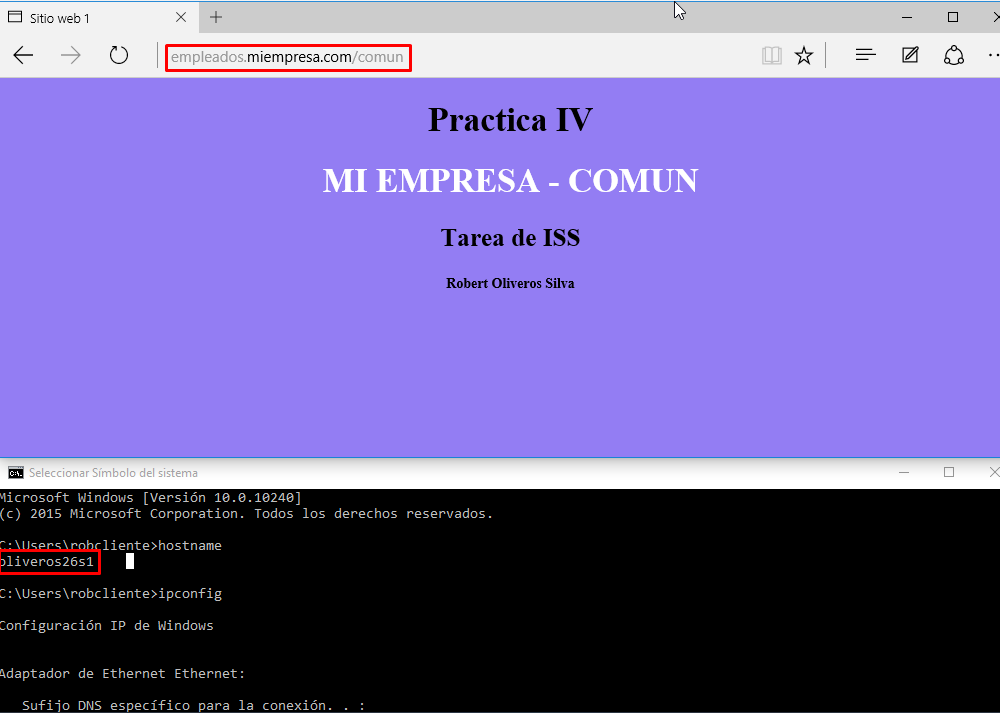 Sitio web 1
empleados.miempresa.com/comun
Practica IV
MI EMPRESA - COMUN
Tarea de ISS
Robert Oliveros Silva
Seleccionar Símbolo del sistema
Microsoft Windows [Versión 10.0.10240]
(c) 2015 Microsoft Corporation. Todos los derechos reservados.
C:\Users\robcliente>hostname
oliveros26s1
C:\Users\robcliente>ipconfig
Configuración IP de Windows
Adaptador de Ethernet Ethernet:
Sufijo DNS específico para la conexión. . :